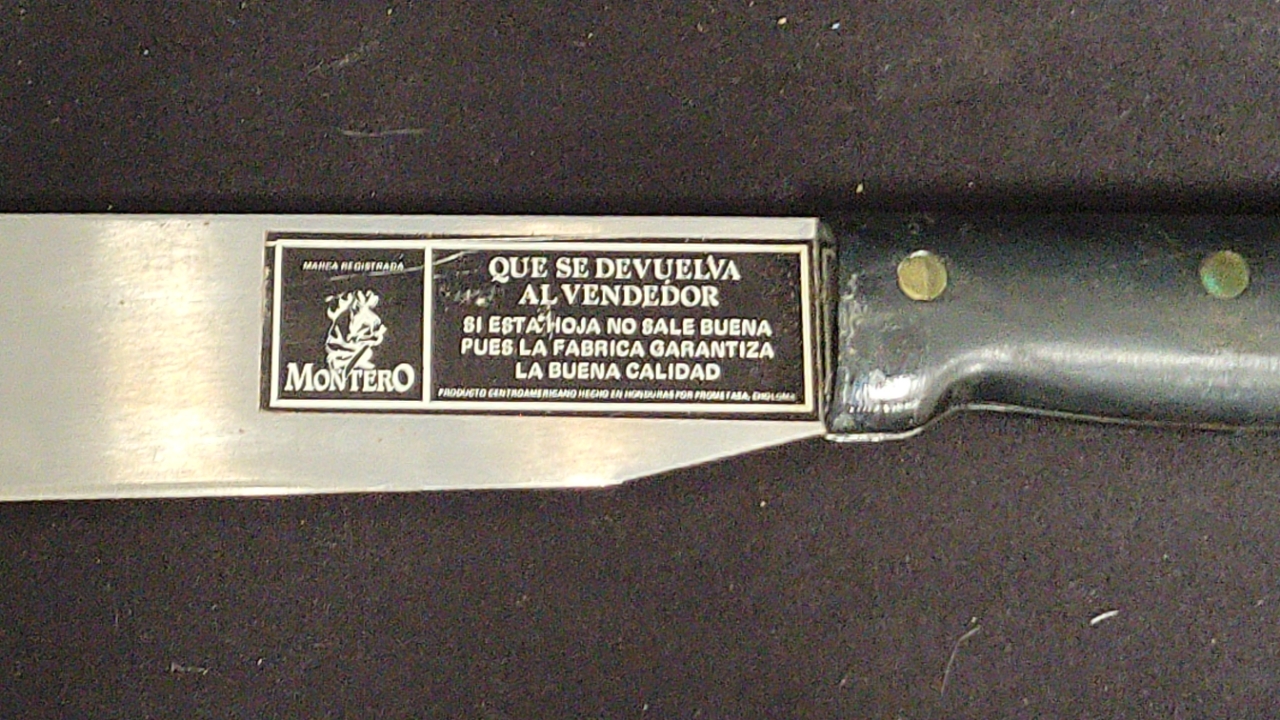 MARCA REGISTRADA
MONTERO
QUE SE DEVUELVA
AL VENDEDOR
SI ESTA HOJA NO SALE BUENA
PUES LA FABRICA GARANTIZA
LA BUENA CALIDAD
PRODUCTO CENTROAMERICANO HECHO EN HONDURAS POR PROMETASA,